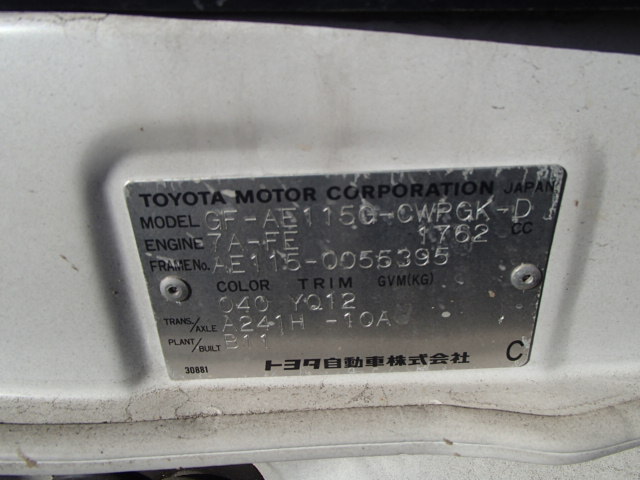 TOYOTA MOTOR CORPORATION JAPAN
MODEL GF-AE115G-CWPGK-D
ENGINE 7A-FE 1762 CC
FRAME No. AE115-0056395
COLOR TRIM GVM(KG)
040 YQ12
TRANS./AXLE A241H -10A
PLANT/BUILT B11
30881 トヨタ自動車株式会社 C